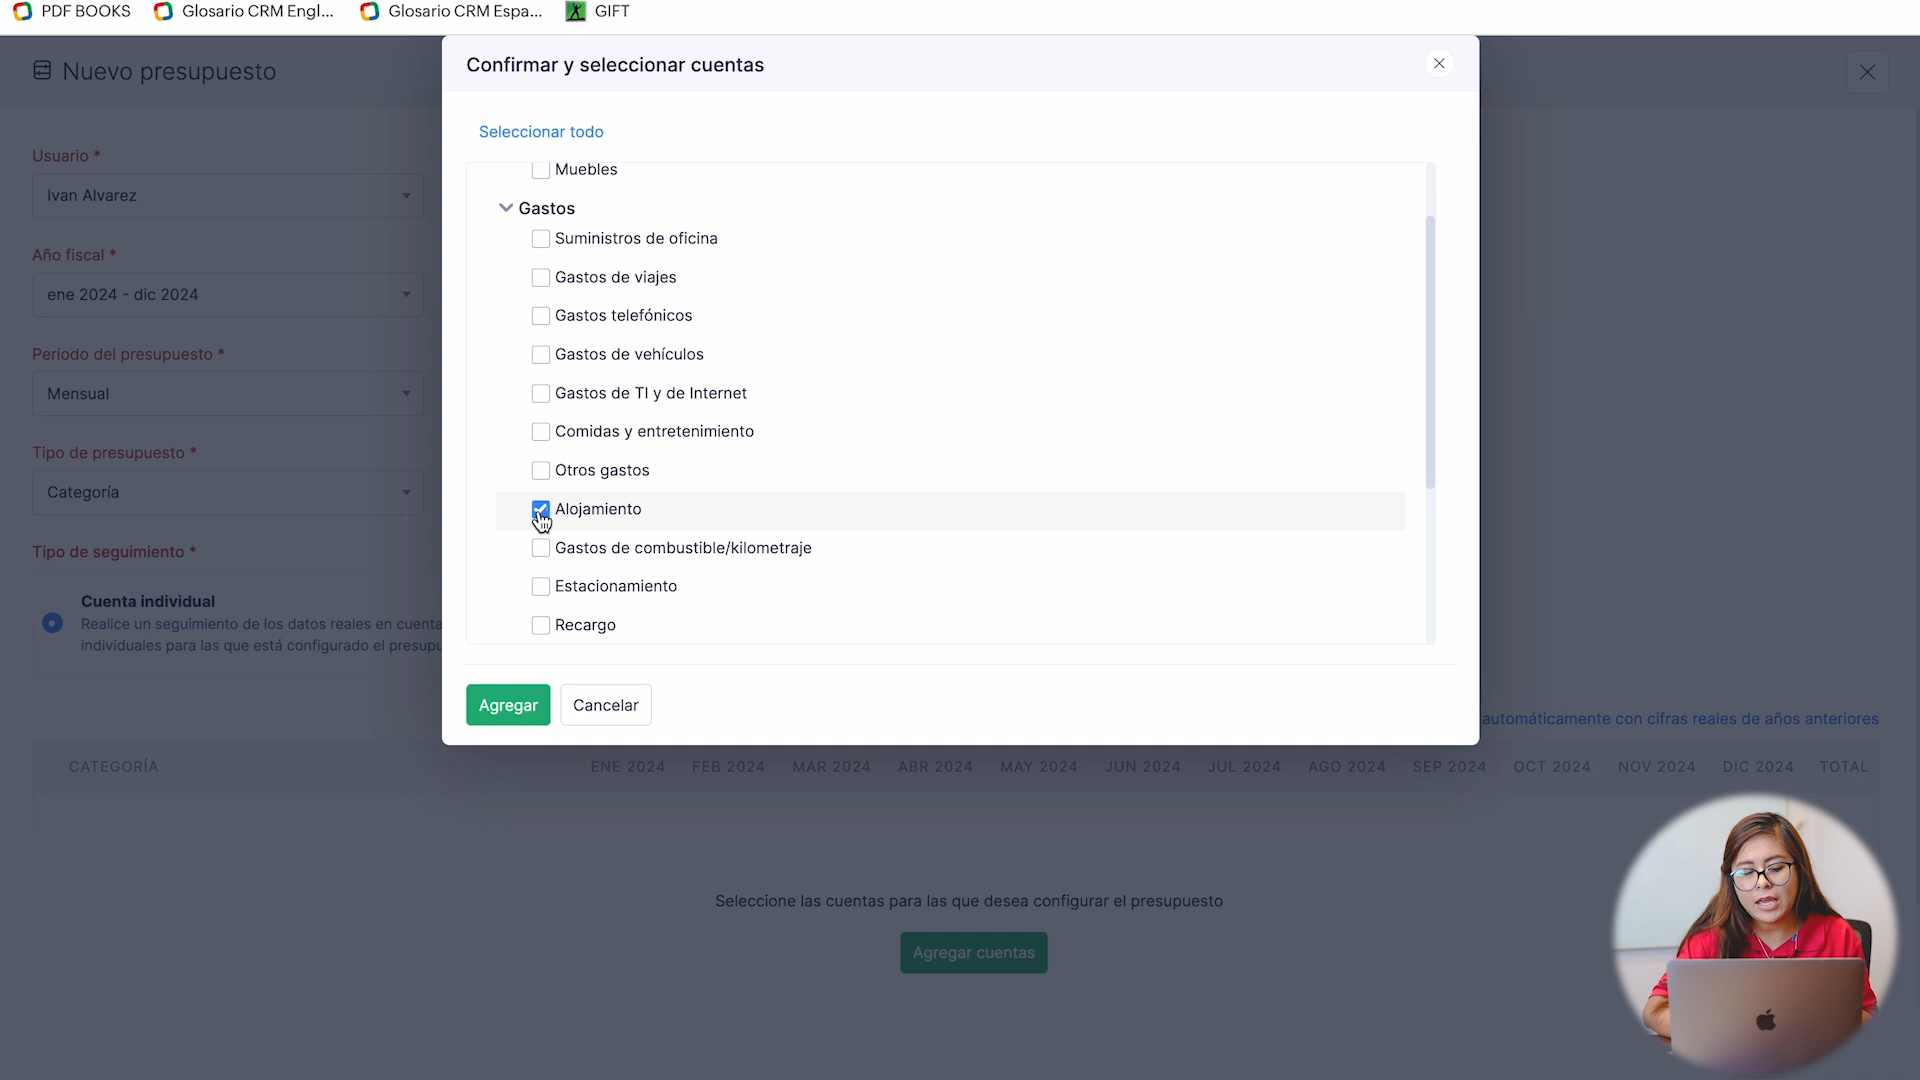 PDF BOOKS
Glosario CRM Engl...
Glosario CRM Espa...
GIFT
Nuevo presupuesto
Confirmar y seleccionar cuentas
Seleccionar todo
Muebles
Gastos
Suministros de oficina
Gastos de viajes
Gastos telefónicos
Gastos de vehículos
Gastos de TI y de Internet
Comidas y entretenimiento
Otros gastos
Alojamiento
Gastos de combustible/kilometraje
Estacionamiento
Recargo
Agregar
Cancelar
Usuario *
Ivan Alvarez
Año fiscal *
ene 2024 - dic 2024
Periodo del presupuesto *
Mensual
Tipo de presupuesto *
Categoría
Tipo de seguimiento *
Cuenta individual
Realice un seguimiento de los datos reales en cuenta
individuales para las que está configurado el presupu
automáticamente con cifras reales de años anteriores
CATEGORÍA ENE 2024 FEB 2024 MAR 2024 ABR 2024 MAY 2024 JUN 2024 JUL 2024 AGO 2024 SEP 2024 OCT 2024 NOV 2024 DIC 2024 TOTAL
Seleccione las cuentas para las que desea configurar el presupuesto
Agregar cuentas